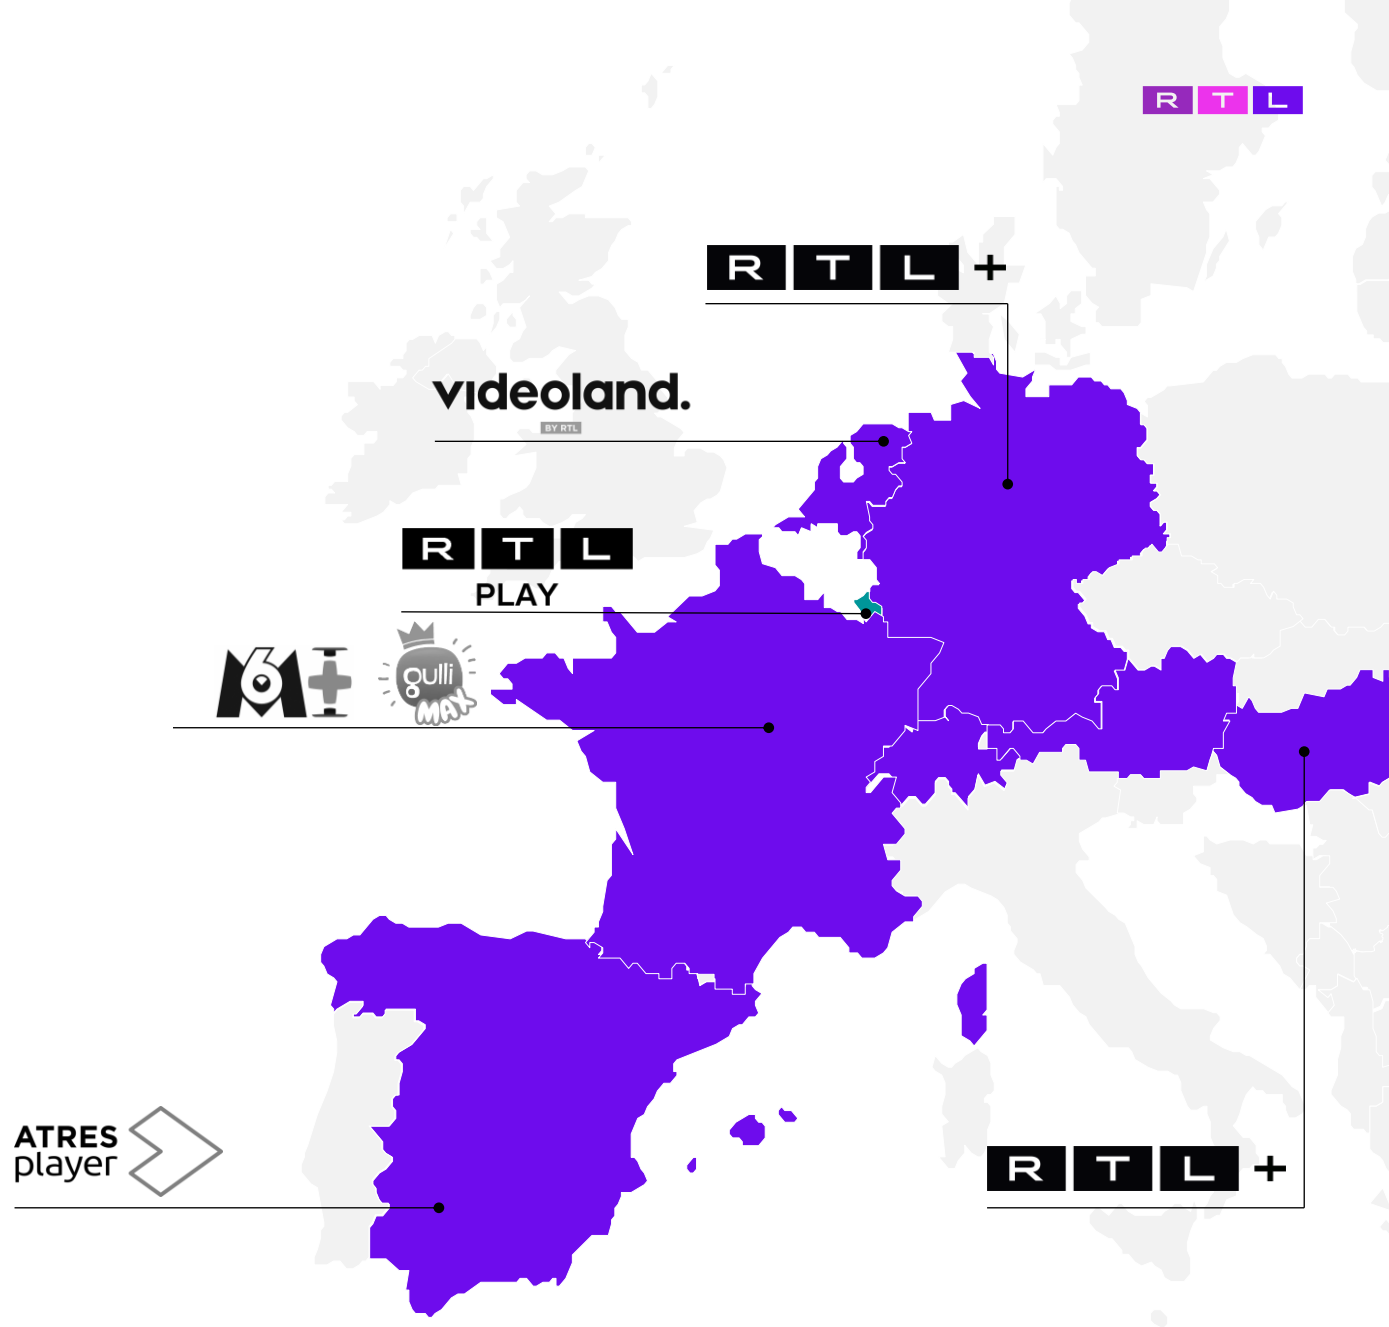 RTL
RTL +
videoland.
BY RTL
RTL
PLAY
M6+
gulli
MAX
ATRES
player
RTL +